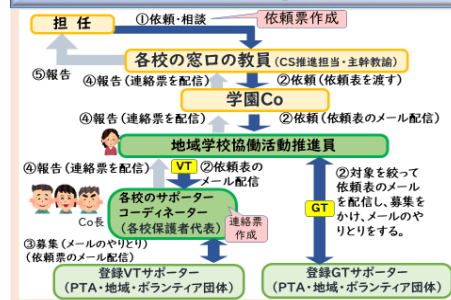 担任
①依頼・相談
依頼票作成
各校の窓口の教員(CS推進担当・主幹教諭)
⑤報告
④報告(連絡票を配信)
②依頼(依頼表を渡す)
学園Co
④報告(連絡票を配信)
②依頼(依頼表のメール配信)
地域学校協働活動推進員
④報告(連絡票を配信)
VT
②依頼表の
メール配信
②対象を絞って
依頼表のメール
を配信し、募集を
かけ、メールのや
りとりをする。
GT
Co長
各校のサポーター
コーディネーター
(各校保護者代表)
連絡票
作成
③募集(メールのやりとり)
(依頼票のメール配信)
登録VTサポーター
(PTA・地域・ボランティア団体)
登録GTサポーター
(PTA・地域・ボランティア団体)